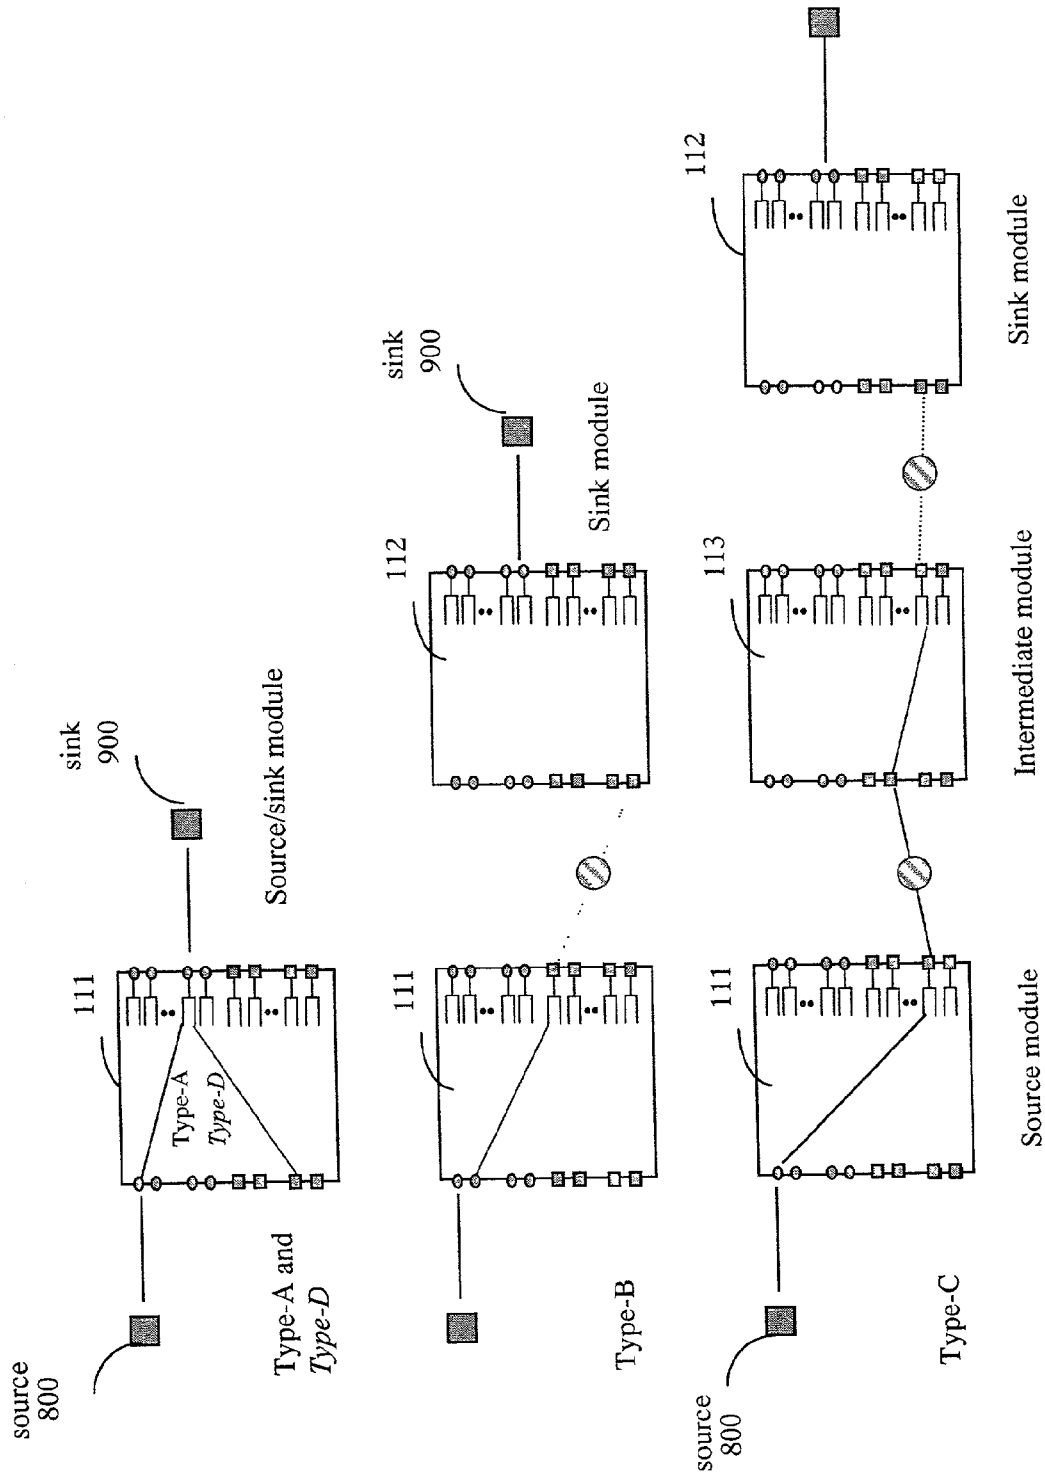 source
800
111
sink
900
Type-A
Type-D
Source/sink module
Type-A and
Type-D
111
112
sink
900
Sink module
Type-B
source
800
111
113
112
Type-C
Source module
Intermediate module
Sink module